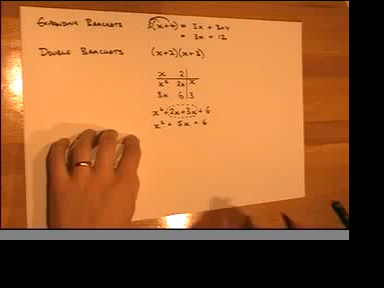 EXPANDING BRACKETS 3(x+4) = 3x + 3×4
= 3x + 12
DOUBLE BRACKETS (x+2)(x+3)
x 2
x² 2x x
3x 6 3
x²+2x+3x+6
x² + 5x + 6